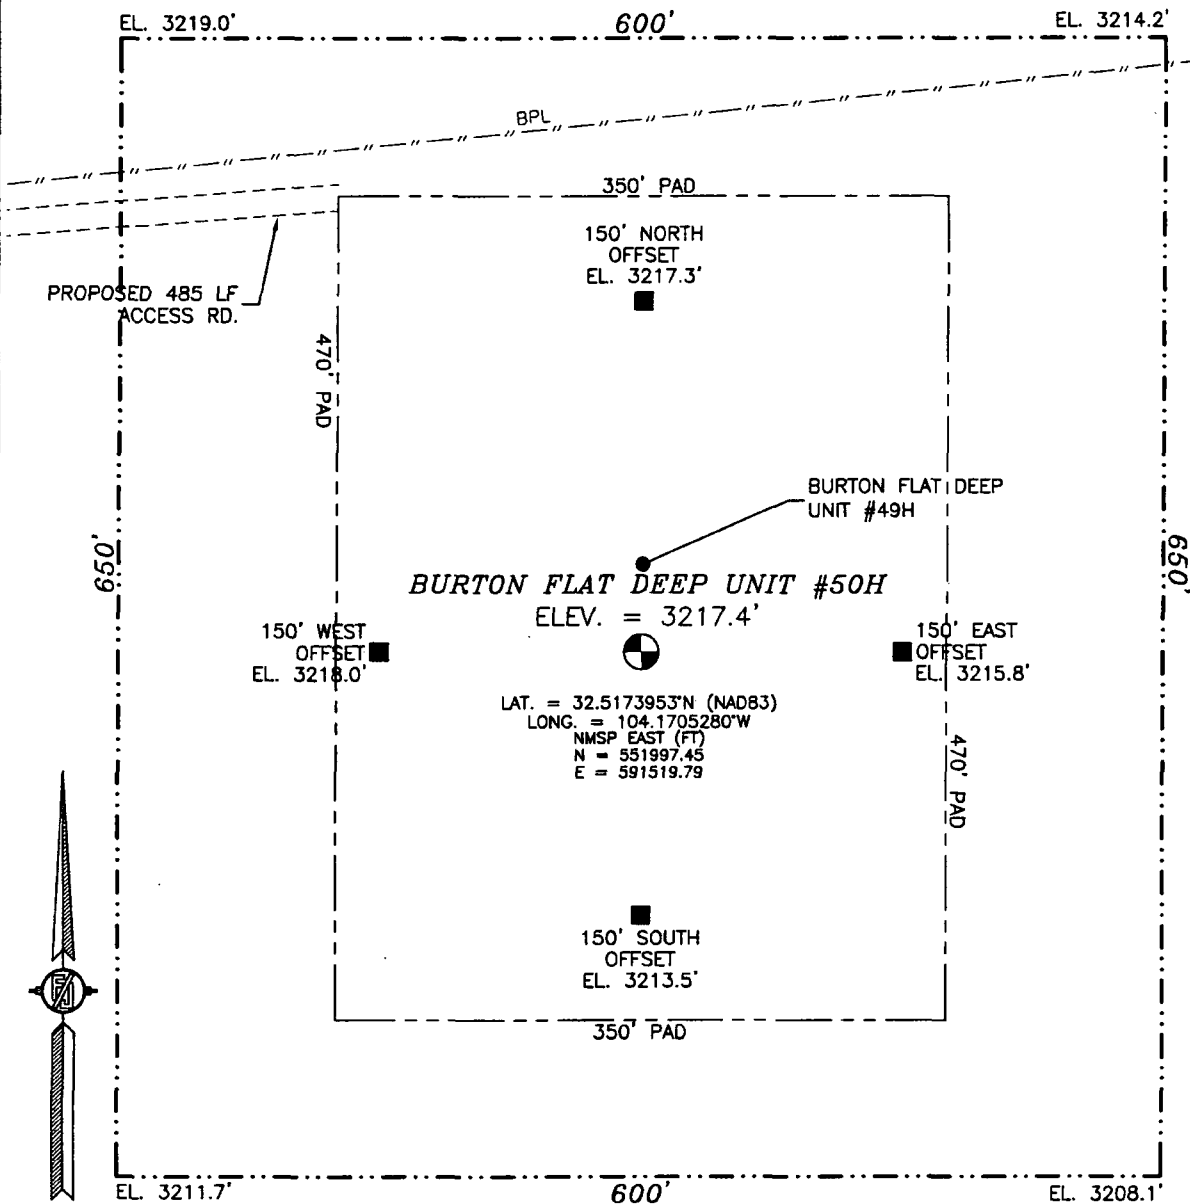 EL. 3219.0'
600'
EL. 3214.2'
BPL
350' PAD
150' NORTH
OFFSET
EL. 3217.3'
PROPOSED 485 LF
ACCESS RD.
470' PAD
BURTON FLAT DEEP
UNIT #49H
650'
650'
BURTON FLAT DEEP UNIT #50H
ELEV. = 3217.4'
150' WEST
OFFSET
EL. 3218.0'
150' EAST
OFFSET
EL. 3215.8'
LAT. = 32.5173953°N (NAD83)
LONG. = 104.1705280°W
NMSP EAST (FT)
N = 551997.45
E = 591519.79
470' PAD
150' SOUTH
OFFSET
EL. 3213.5'
350' PAD
EL. 3211.7'
600'
EL. 3208.1'